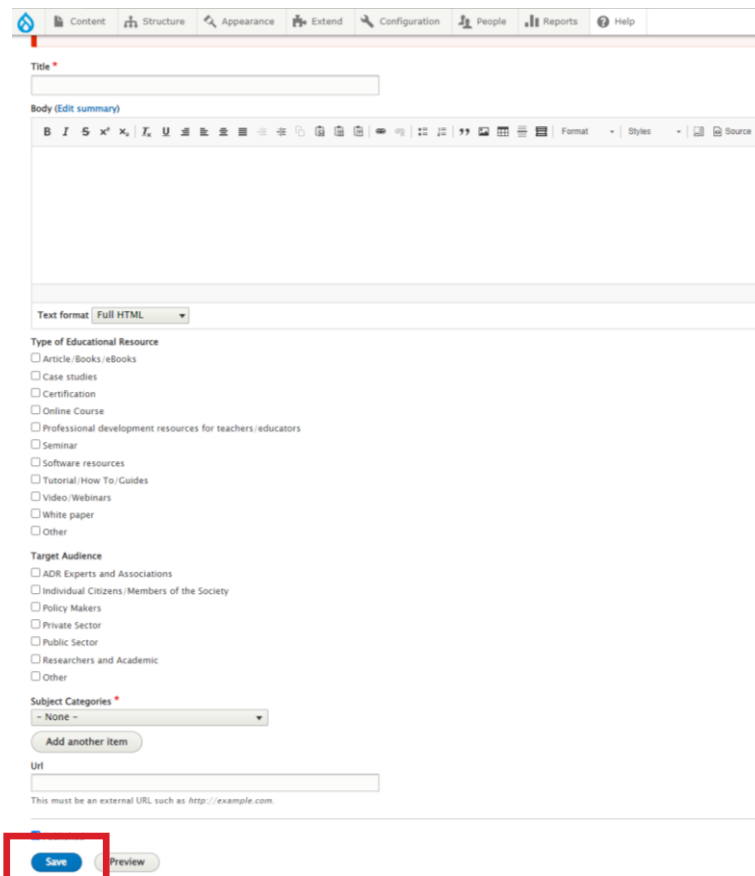 Content Structure Appearance Extend Configuration People Reports Help
Title *
Body (Edit summary)
B I S x² x₂ Tx U Format Styles Source
Text format Full HTML
Type of Educational Resource
Article/Books/eBooks
Case studies
Certification
Online Course
Professional development resources for teachers/educators
Seminar
Software resources
Tutorial/How To/Guides
Video/Webinars
White paper
Other
Target Audience
ADR Experts and Associations
Individual Citizens/Members of the Society
Policy Makers
Private Sector
Public Sector
Researchers and Academic
Other
Subject Categories *
- None -
Add another item
Url
This must be an external URL such as http://example.com.
Save Preview